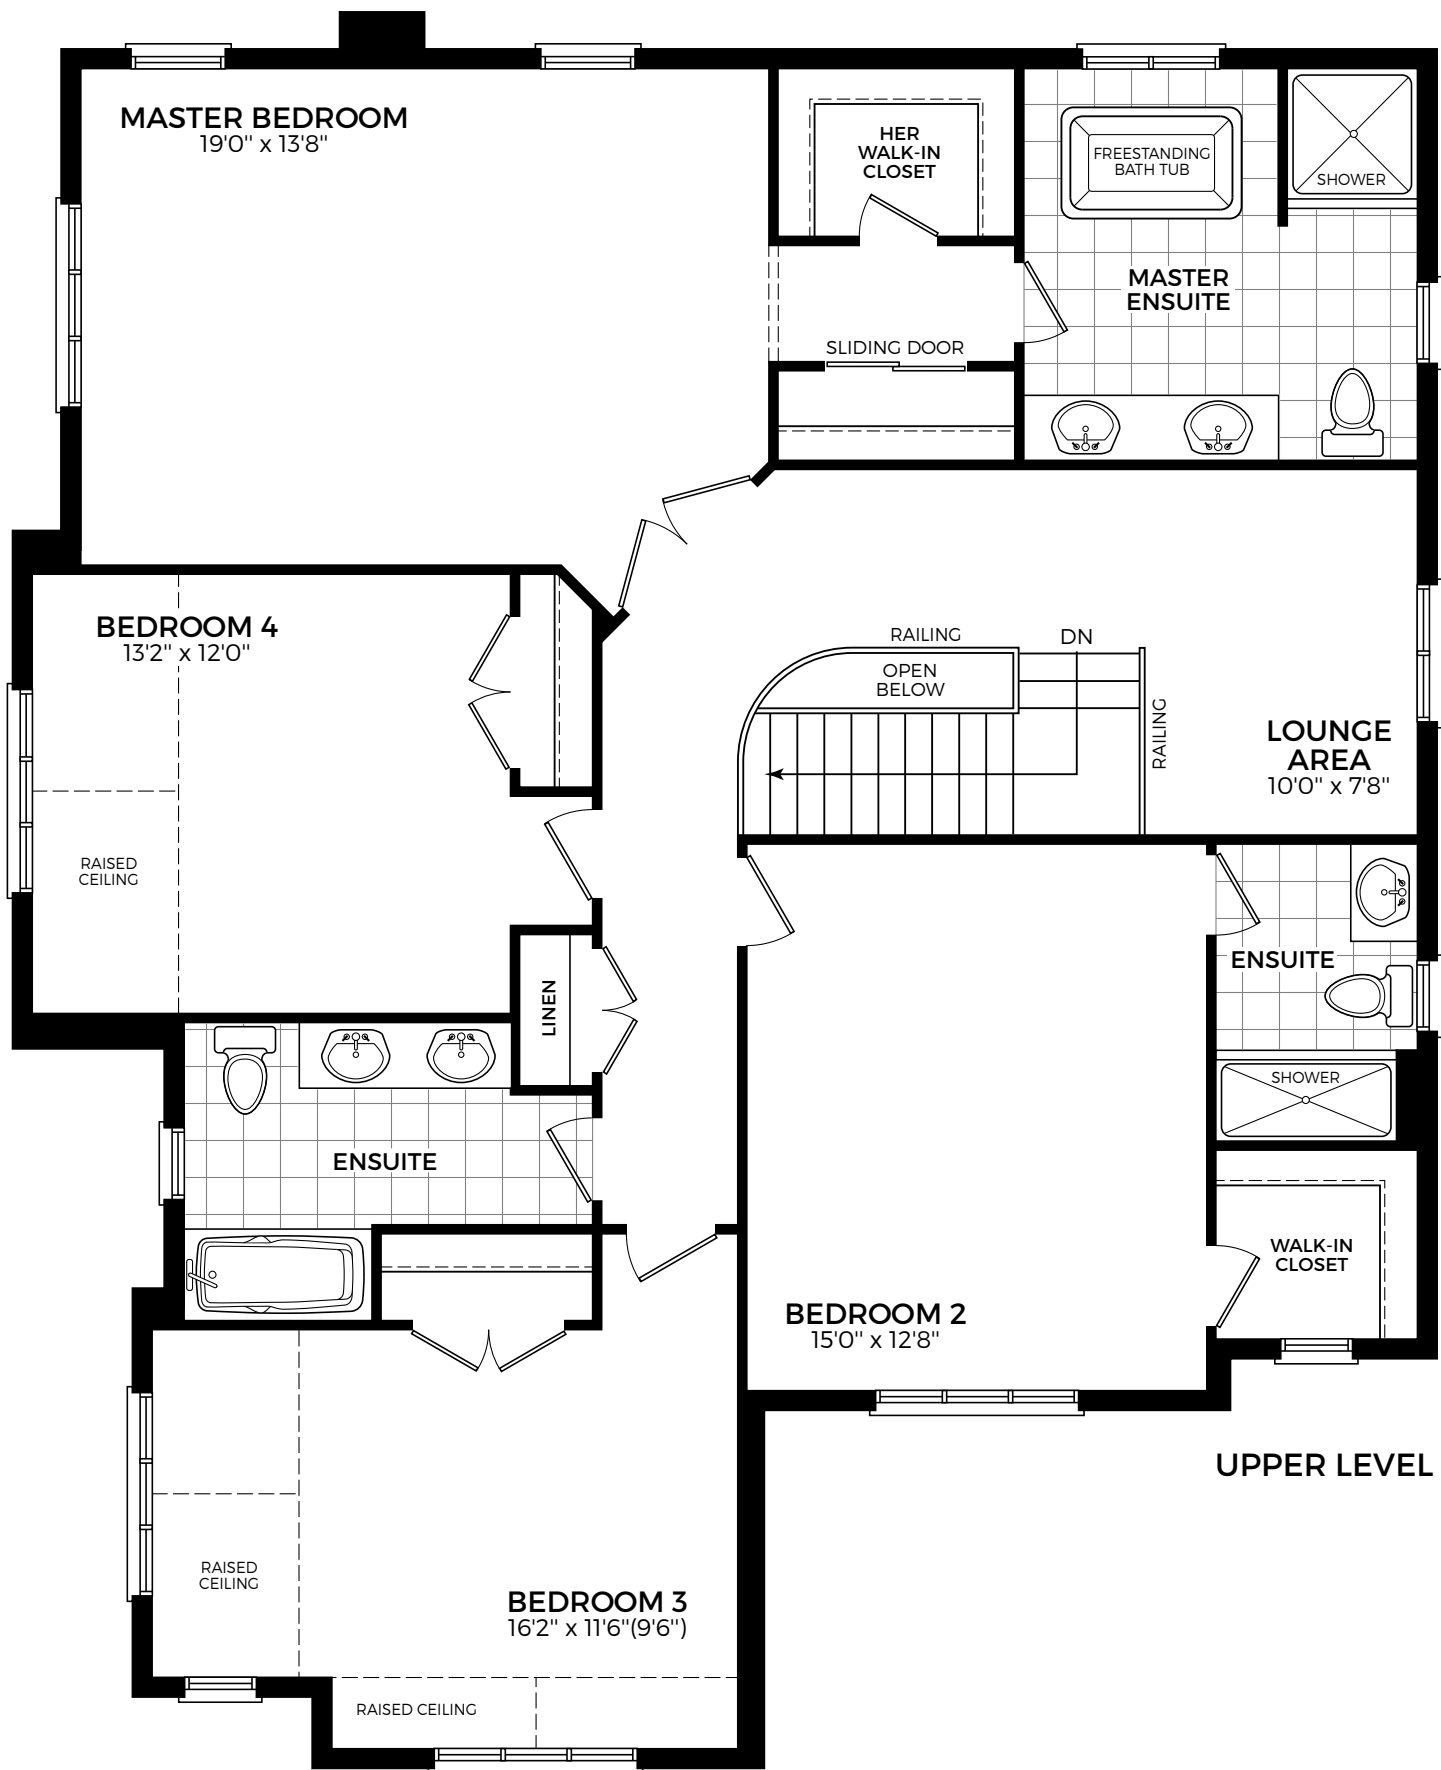 MASTER BEDROOM
19'0" x 13'8"
HER
WALK-IN
CLOSET
FREESTANDING
BATH TUB
SHOWER
MASTER
ENSUITE
SLIDING DOOR
BEDROOM 4
13'2" x 12'0"
RAISED
CEILING
RAILING
DN
OPEN
BELOW
RAILING
LOUNGE
AREA
10'0" x 7'8"
LINEN
ENSUITE
SHOWER
ENSUITE
WALK-IN
CLOSET
BEDROOM 2
15'0" x 12'8"
UPPER LEVEL
RAISED
CEILING
BEDROOM 3
16'2" x 11'6"(9'6")
RAISED CEILING